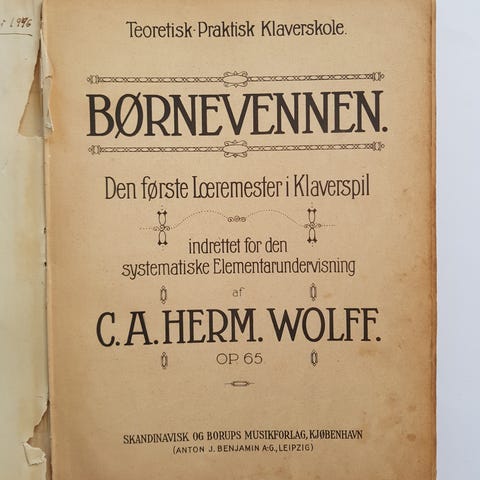 1976
Teoretisk-Praktisk Klaverskole.
BØRNEVENNEN.
Den første Læremester i Klaverspil
indrettet for den
systematiske Elementarundervisning
af
C. A. HERM. WOLFF.
OP. 65
SKANDINAVISK OG BORUPS MUSIKFORLAG, KJØBENHAVN
(ANTON J. BENJAMIN A-G., LEIPZIG)